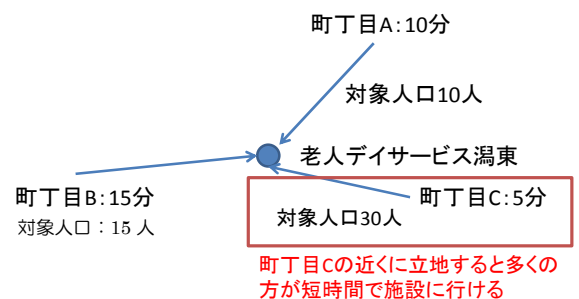 町丁目A:10分
対象人口10人
老人デイサービス潟東
町丁目B:15分
対象人口：15 人
町丁目C:5分
対象人口30人
町丁目Cの近くに立地すると多くの
方が短時間で施設に行ける